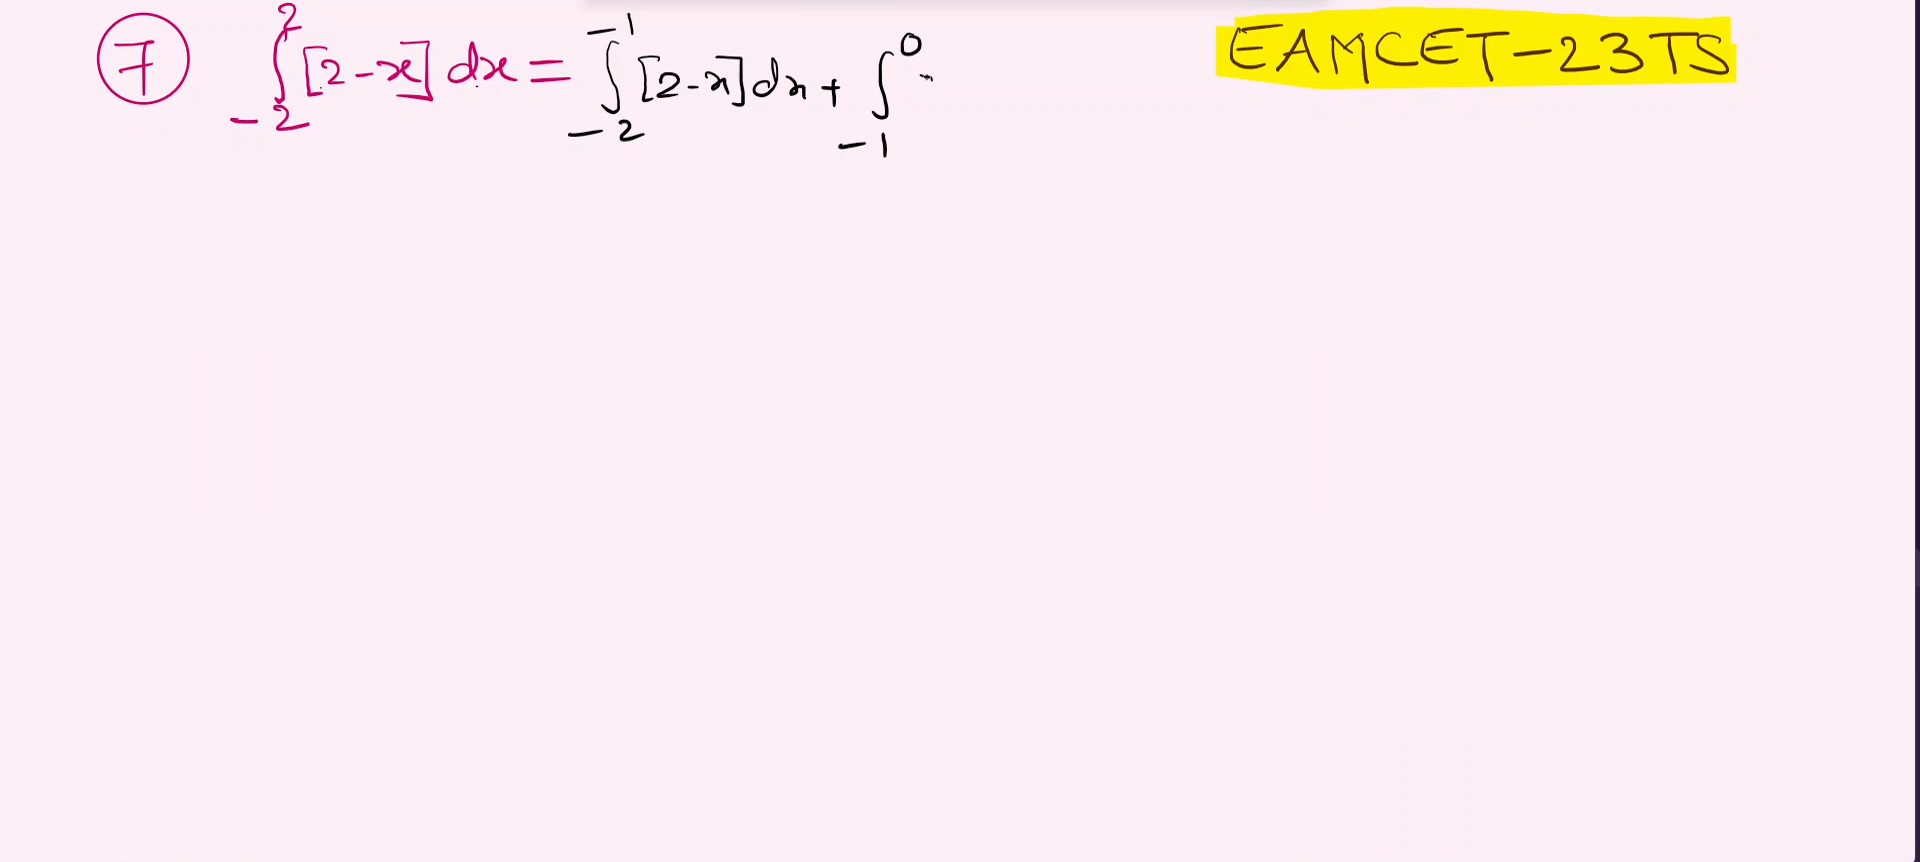 7 ∫_{-2}^{2} [2-x] dx = ∫_{-2}^{-1} [2-x] dx + ∫_{-1}^{0} EAMCET-23TS